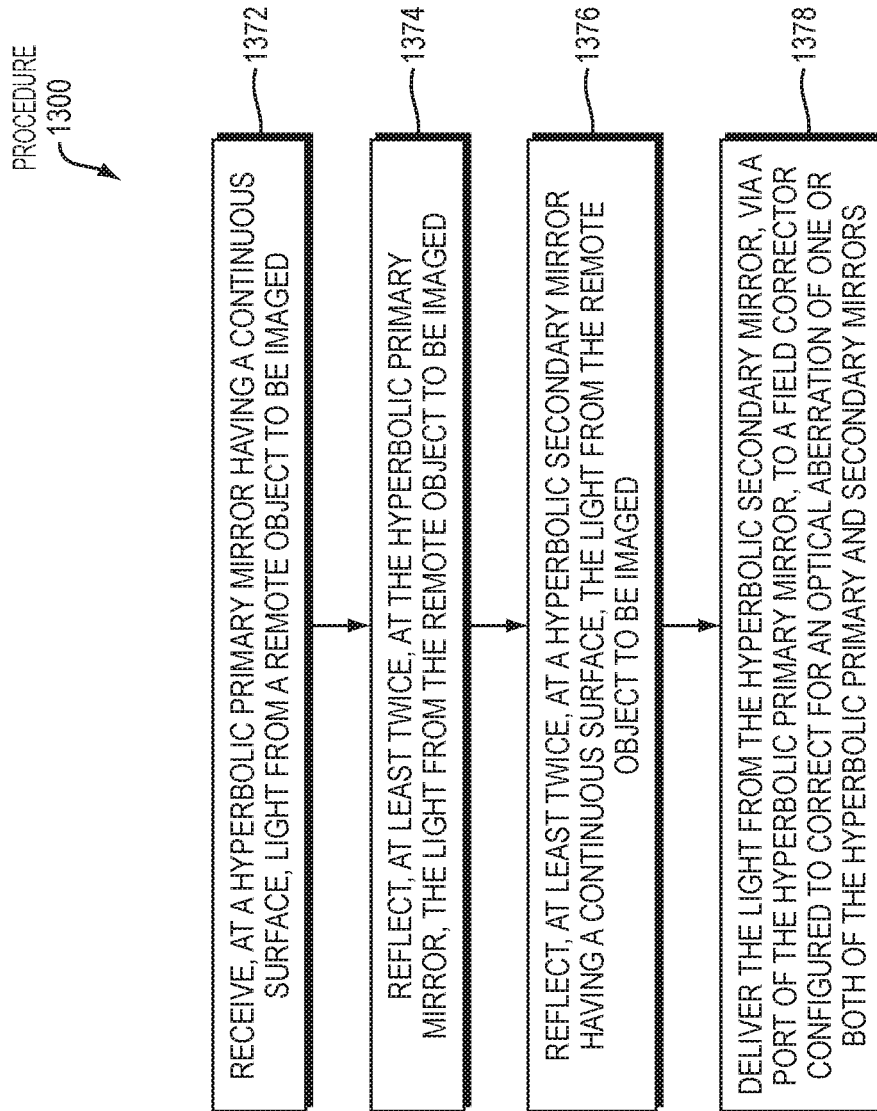 PROCEDURE
1300
RECEIVE, AT A HYPERBOLIC PRIMARY MIRROR HAVING A CONTINUOUS
SURFACE, LIGHT FROM A REMOTE OBJECT TO BE IMAGED
1372
REFLECT, AT LEAST TWICE, AT THE HYPERBOLIC PRIMARY
MIRROR, THE LIGHT FROM THE REMOTE OBJECT TO BE IMAGED
1374
REFLECT, AT LEAST TWICE, AT A HYPERBOLIC SECONDARY MIRROR
HAVING A CONTINUOUS SURFACE, THE LIGHT FROM THE REMOTE
OBJECT TO BE IMAGED
1376
DELIVER THE LIGHT FROM THE HYPERBOLIC SECONDARY MIRROR, VIA A
PORT OF THE HYPERBOLIC PRIMARY MIRROR, TO A FIELD CORRECTOR
CONFIGURED TO CORRECT FOR AN OPTICAL ABERRATION OF ONE OR
BOTH OF THE HYPERBOLIC PRIMARY AND SECONDARY MIRRORS
1378